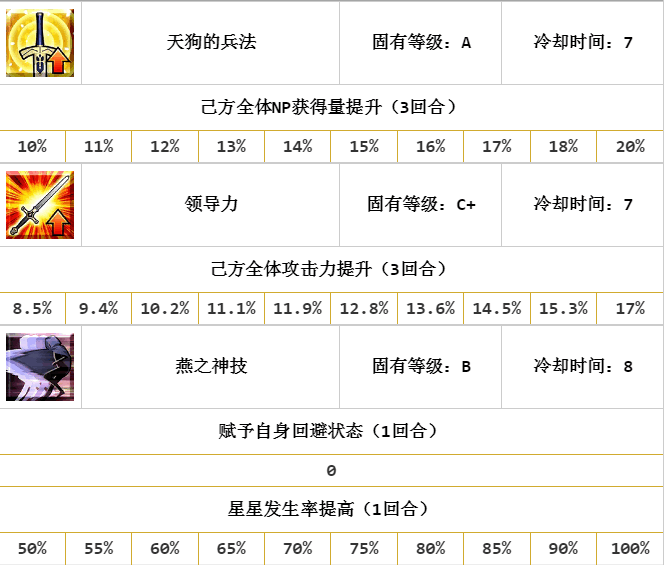 天狗的兵法 固有等级：A 冷却时间：7
己方全体NP获得量提升（3回合）
10% 11% 12% 13% 14% 15% 16% 17% 18% 20%
领导力 固有等级：C+ 冷却时间：7
己方全体攻击力提升（3回合）
8.5% 9.4% 10.2% 11.1% 11.9% 12.8% 13.6% 14.5% 15.3% 17%
燕之神技 固有等级：B 冷却时间：8
赋予自身回避状态（1回合）
0
星星发生率提高（1回合）
50% 55% 60% 65% 70% 75% 80% 85% 90% 100%